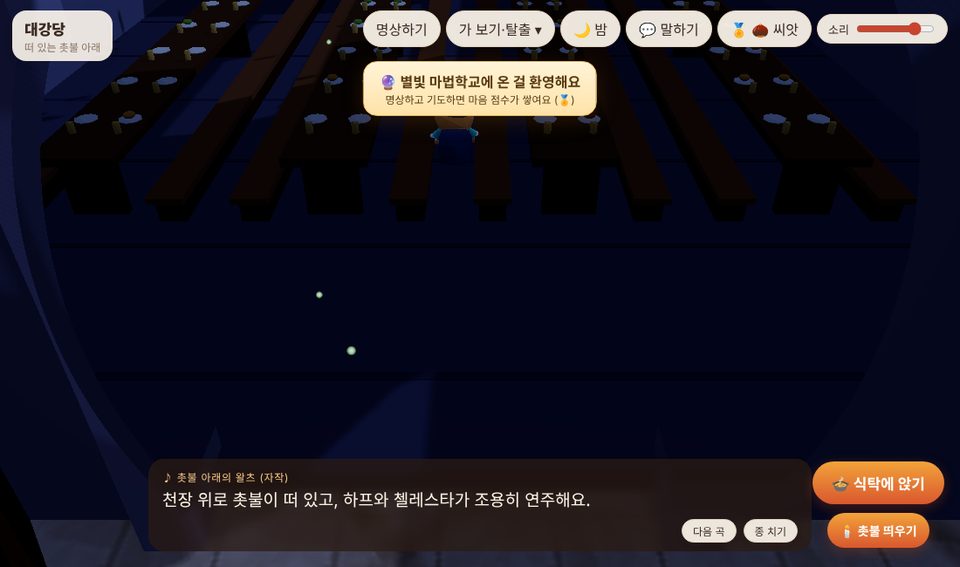 대강당
떠 있는 촛불 아래
명상하기
가 보기·탈출 ▾
🌙 밤
💬 말하기
🏅 🌰 씨앗
소리
🔮 별빛 마법학교에 온 걸 환영해요
명상하고 기도하면 마음 점수가 쌓여요 (🏅)
♪ 촛불 아래의 왈츠 (자작)
천장 위로 촛불이 떠 있고, 하프와 첼레스타가 조용히 연주해요.
다음 곡
종 치기
🍲 식탁에 앉기
🕯️ 촛불 띄우기